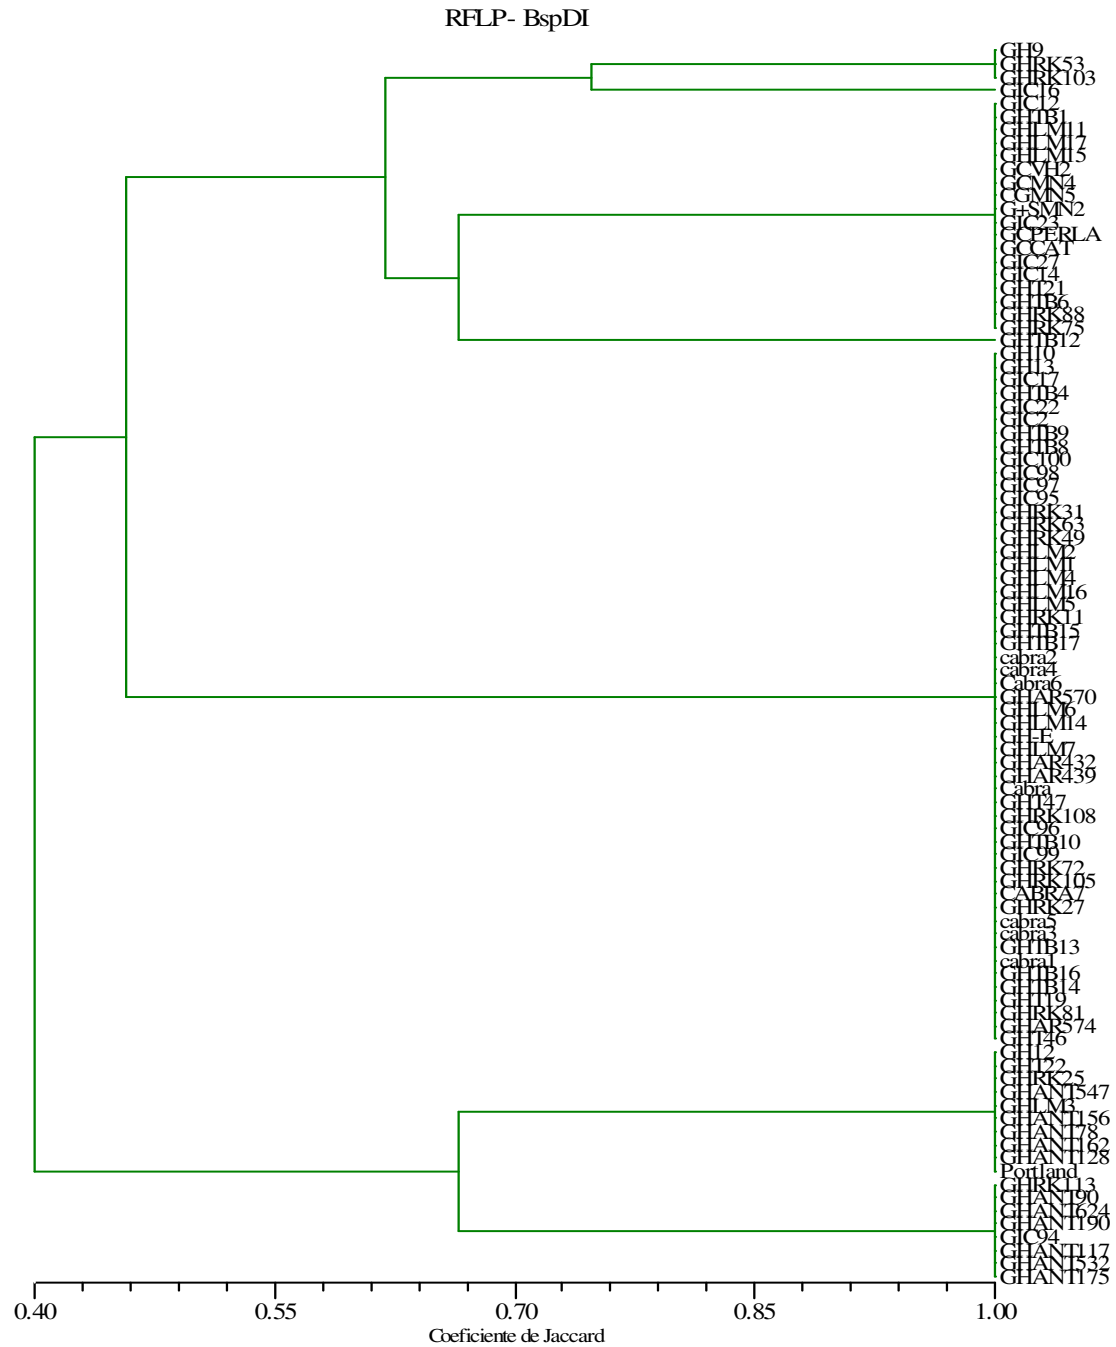 RFLP- BspDI
GH9
GHRK53
GHRK103
GIC16
GIC12
GHTB1
GHLM11
GHLM17
GHLM15
GCVH2
GCMN4
CGMN5
G+SMN2
GIC23
GCPERLA
GCCAT
GIC27
GIC14
GHT21
GHTB6
GHRK88
GHRK75
GHTB12
GH10
GH13
GIC17
GHTB4
GIC22
GIC2
GHTB9
GHTB8
GIC100
GIC98
GIC97
GIC95
GHRK31
GHRK63
GHRK49
GHLM2
GHLM1
GHLM4
GHLM16
GHLM5
GHRK11
GHTB15
GHTB17
cabra2
cabra4
Cabra6
GHAR570
GHLM6
GHLM14
GH-E
GHLM7
GHAR432
GHAR439
Cabra
GHT47
GHRK108
GIC96
GHTB10
GIC99
GHRK72
GHRK105
CABRA7
GHRK27
cabra5
cabra3
GHTB13
cabra1
GHTB16
GHTB14
GHT19
GHRK81
GHAR574
GHT46
GH12
GHT22
GHRK25
GHANT547
GHLM3
GHANT156
GHANT78
GHANT162
GHANT128
Portland
GHRK113
GHANT90
GHANT624
GHANT190
GIC94
GHANT117
GHANT532
GHANT175
0.40 0.55 0.70 0.85 1.00
Coeficiente de Jaccard